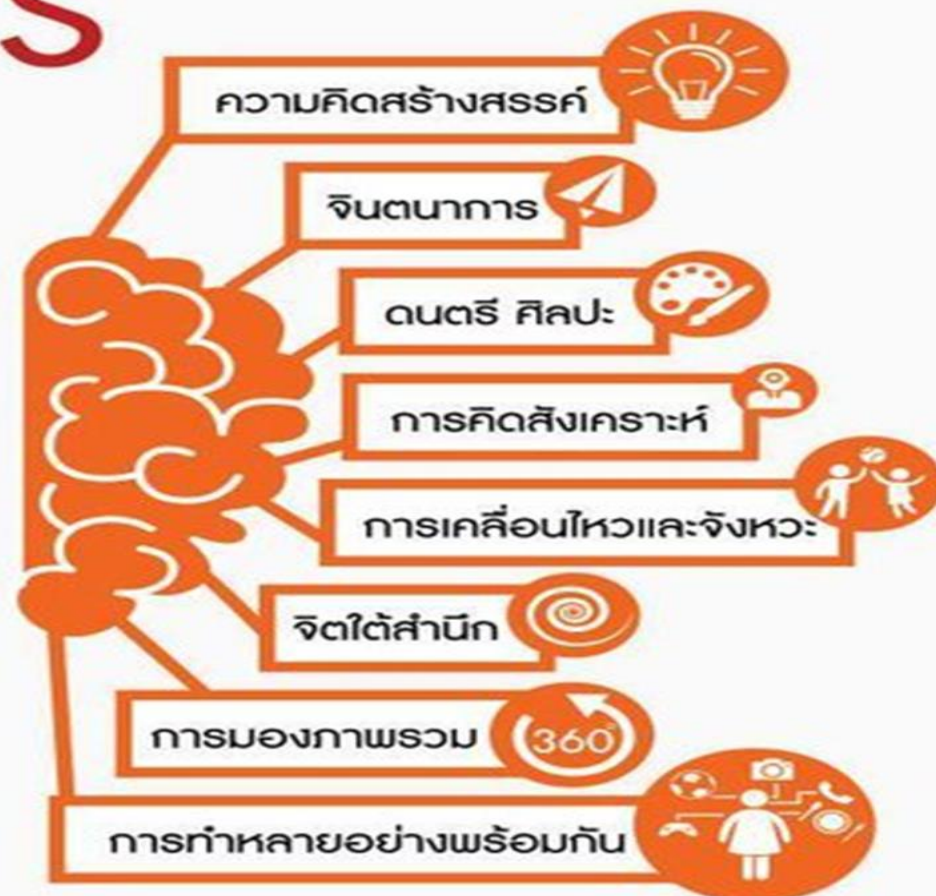 S
ความคิดสร้างสรรค์
จินตนาการ
ดนตรี ศิลปะ
การคิดสังเคราะห์
การเคลื่อนไหวและจังหวะ
จิตใต้สำนึก
การมองภาพรวม
360°
การทำหลายอย่างพร้อมกัน